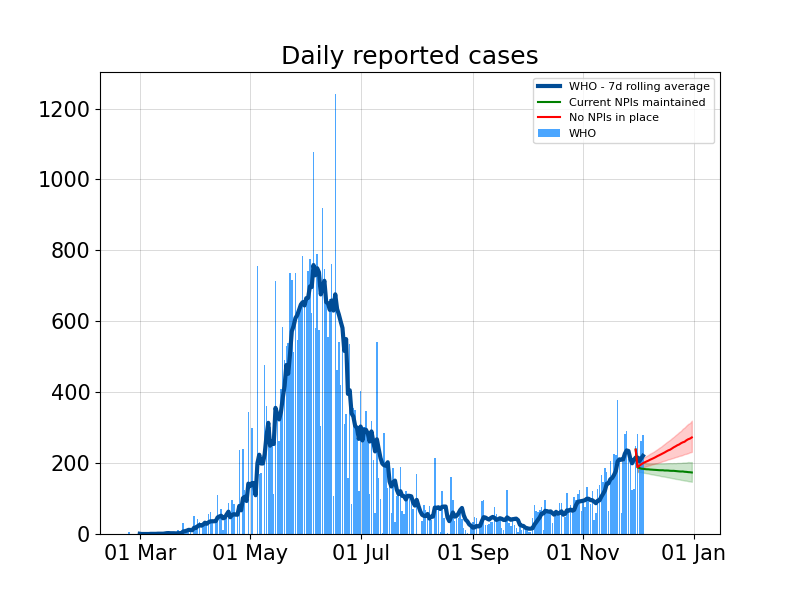 Daily reported cases
WHO - 7d rolling average
Current NPIs maintained
No NPIs in place
WHO
1200
1000
800
600
400
200
0
01 Mar
01 May
01 Jul
01 Sep
01 Nov
01 Jan